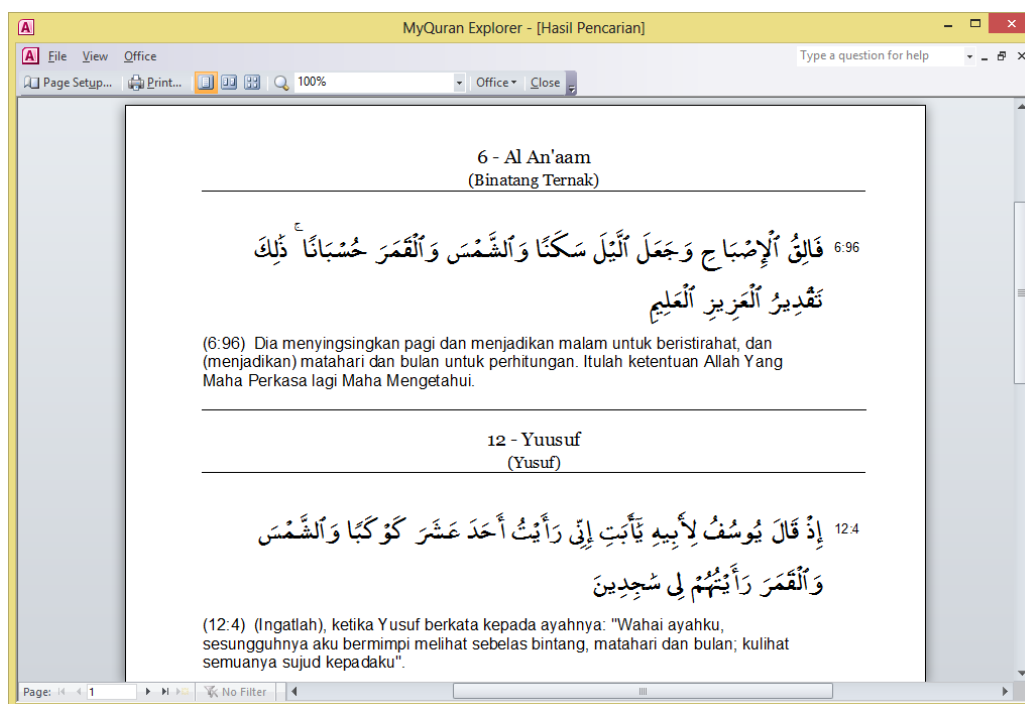 MyQuran Explorer - [Hasil Pencarian]
File View Office
Type a question for help
Page Setup... Print... 100% Office Close
6 - Al An'aam
(Binatang Ternak)
6:96 فَالِقُ ٱلْإِصْبَاحِ وَجَعَلَ ٱلَّيْلَ سَكَنًا وَٱلشَّمْسَ وَٱلْقَمَرَ حُسْبَانًا ۚ ذَٰلِكَ
تَقْدِيرُ ٱلْعَزِيزِ ٱلْعَلِيمِ
(6:96) Dia menyingsingkan pagi dan menjadikan malam untuk beristirahat, dan
(menjadikan) matahari dan bulan untuk perhitungan. Itulah ketentuan Allah Yang
Maha Perkasa lagi Maha Mengetahui.
12 - Yuusuf
(Yusuf)
12:4 إِذْ قَالَ يُوسُفُ لِأَبِيهِ يَٰٓأَبَتِ إِنِّى رَأَيْتُ أَحَدَ عَشَرَ كَوْكَبًا وَٱلشَّمْسَ
وَٱلْقَمَرَ رَأَيْتُهُمْ لِى سَٰجِدِينَ
(12:4) (Ingatlah), ketika Yusuf berkata kepada ayahnya: "Wahai ayahku,
sesungguhnya aku bermimpi melihat sebelas bintang, matahari dan bulan; kulihat
semuanya sujud kepadaku".
Page: 1 No Filter